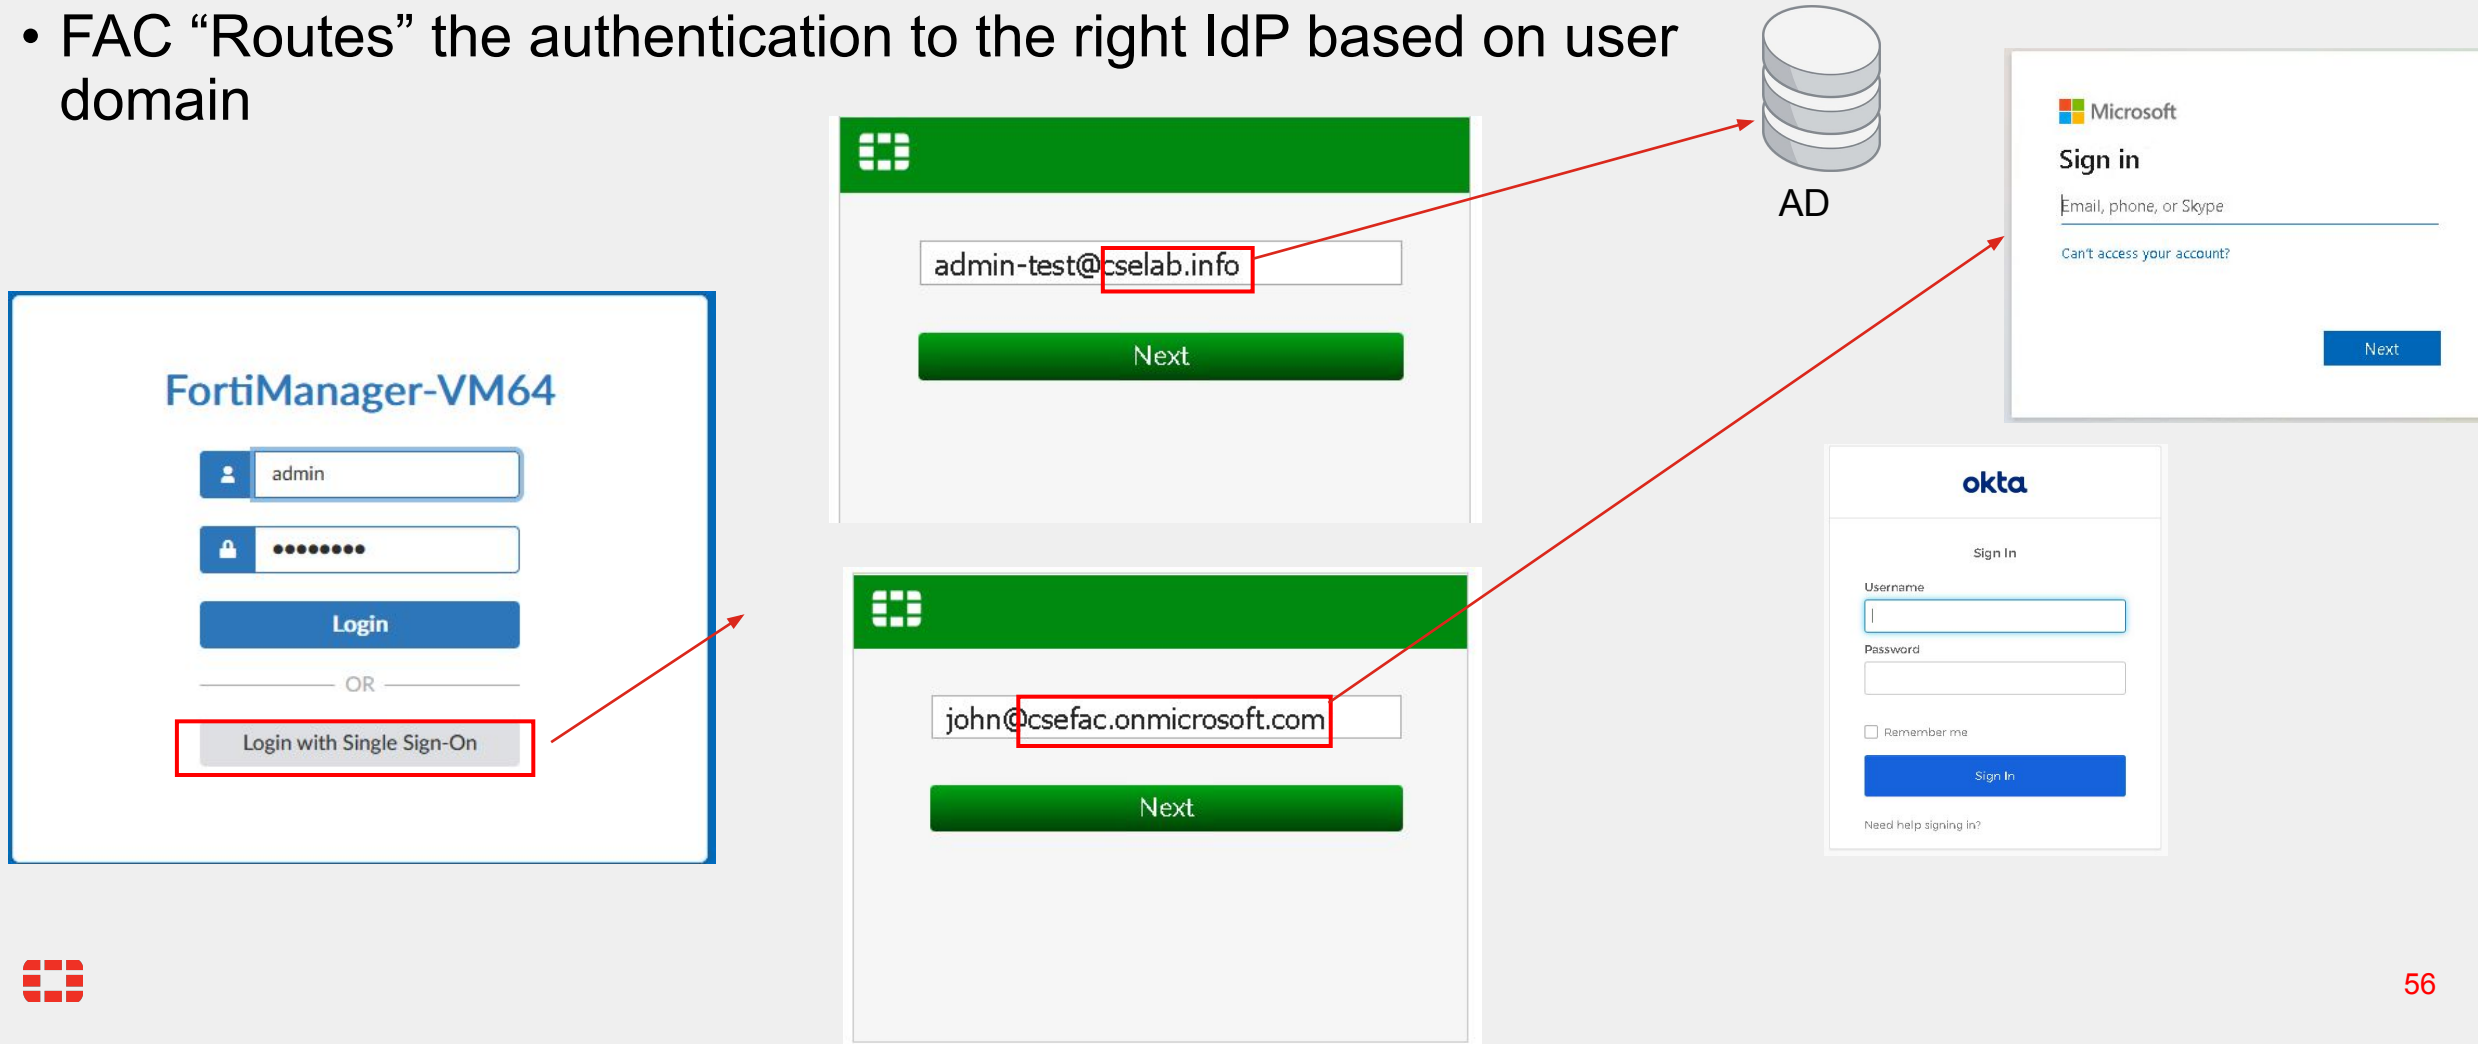 • FAC “Routes” the authentication to the right IdP based on user
domain
FortiManager-VM64
admin
••••••••
Login
OR
Login with Single Sign-On
admin-test@cselab.info
Next
john@csefac.onmicrosoft.com
Next
AD
Microsoft
Sign in
Email, phone, or Skype
Can't access your account?
Next
okta
Sign In
Username
Password
Remember me
Sign In
Need help signing in?
56